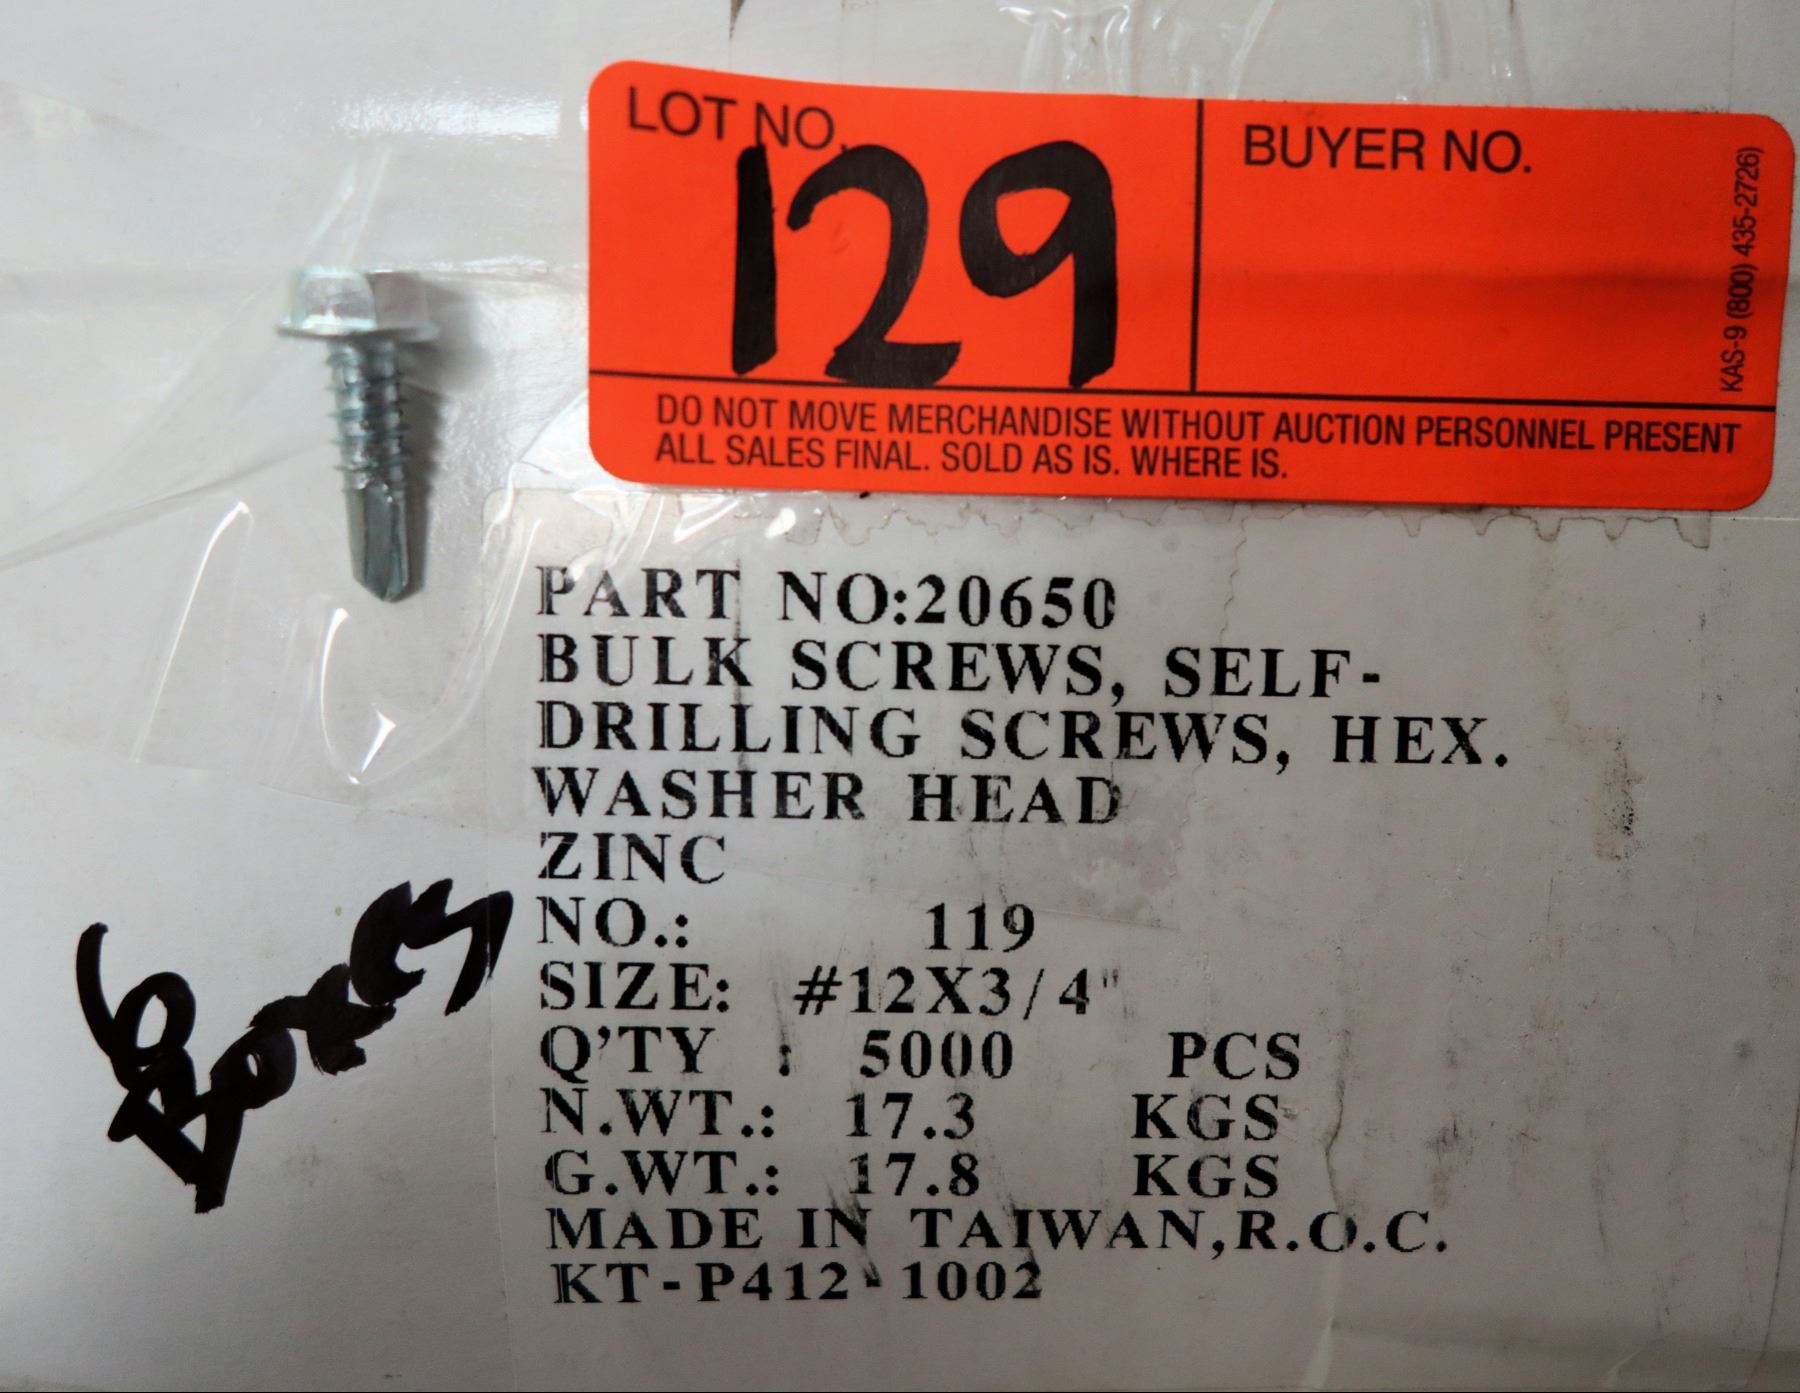 LOT NO.
129
BUYER NO.
KAS-9 (800) 435-2726)
DO NOT MOVE MERCHANDISE WITHOUT AUCTION PERSONNEL PRESENT
ALL SALES FINAL. SOLD AS IS. WHERE IS.
PART NO:20650
BULK SCREWS, SELF-
DRILLING SCREWS, HEX.
WASHER HEAD
ZINC
NO.: 119
SIZE: #12X3/4"
Q'TY : 5000 PCS
N.WT.: 17.3 KGS
G.WT.: 17.8 KGS
MADE IN TAIWAN,R.O.C.
KT-P412-1002
6
Boxes